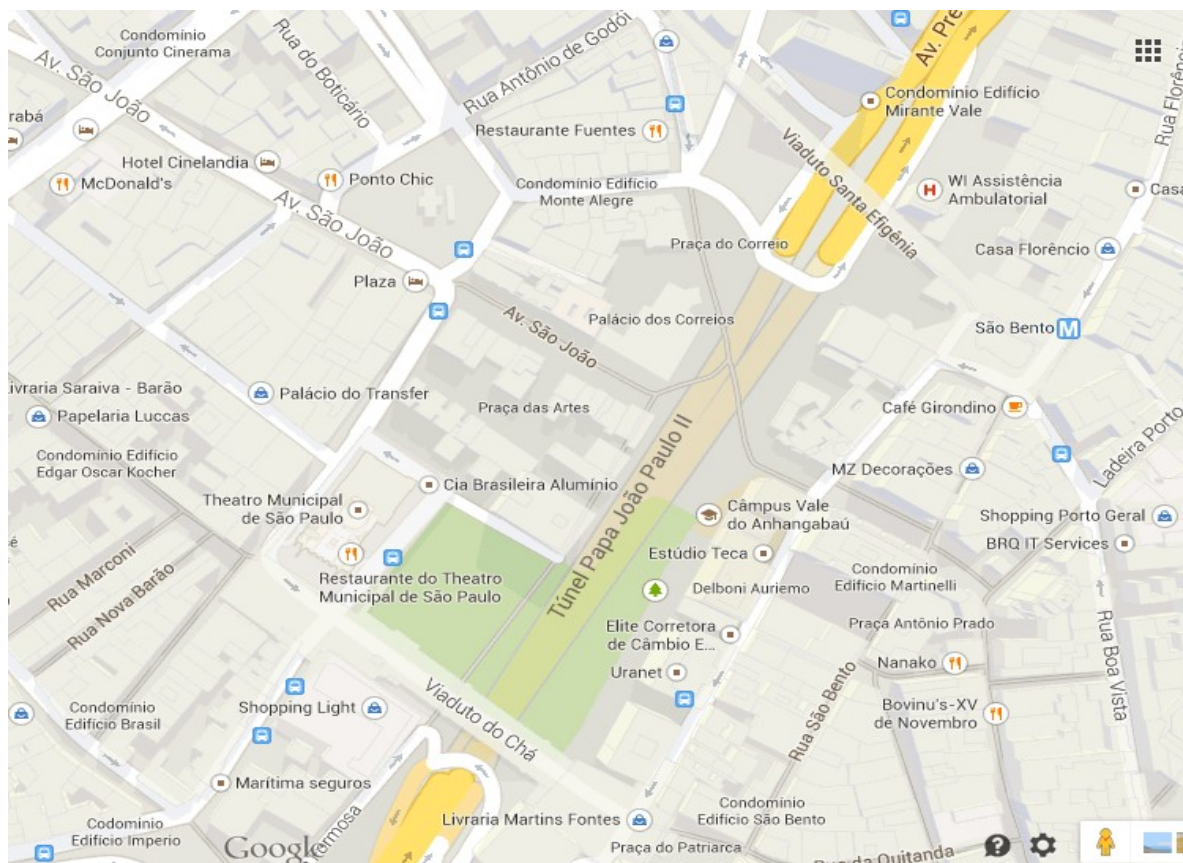 Condomínio
Conjunto Cinerama
Av. São João
Rua do Boticário
Rua Antônio de Godói
Av. Pre
Condomínio Edifício
Mirante Vale
Rua Florênc
arabá
Hotel Cinelandia
McDonald's
Ponto Chic
Restaurante Fuentes
Condomínio Edifício
Monte Alegre
Viaduto Santa Efigênia
WI Assistência
Ambulatorial
Casa
Av. São João
Praça do Correio
Casa Florêncio
Plaza
Av. São João
Palácio dos Correios
São Bento
M
Livraria Saraiva - Barão
Papelaria Luccas
Palácio do Transfer
Praça das Artes
Café Girondino
Condomínio Edifício
Edgar Oscar Kocher
MZ Decorações
Ladeira Porto
Cia Brasileira Alumínio
Theatro Municipal
de São Paulo
Túnel Papa João Paulo II
Câmpus Vale
do Anhangabaú
Shopping Porto Geral
BRQ IT Services
Estúdio Teca
Rua Marconi
Rua Nova Barão
Restaurante do Theatro
Municipal de São Paulo
Delboni Auriemo
Condomínio
Edifício Martinelli
Elite Corretora
de Câmbio E...
Praça Antônio Prado
Uranet
Nanako
Rua São Bento
Rua Boa Vista
Bovinu's-XV
de Novembro
Condomínio
Edifício Brasil
Shopping Light
Viaduto do Chá
Marítima seguros
Livraria Martins Fontes
Condomínio
Edifício São Bento
Codomínio
Edifício Imperio
Google
ermosa
Praça do Patriarca
Rua da Quitanda